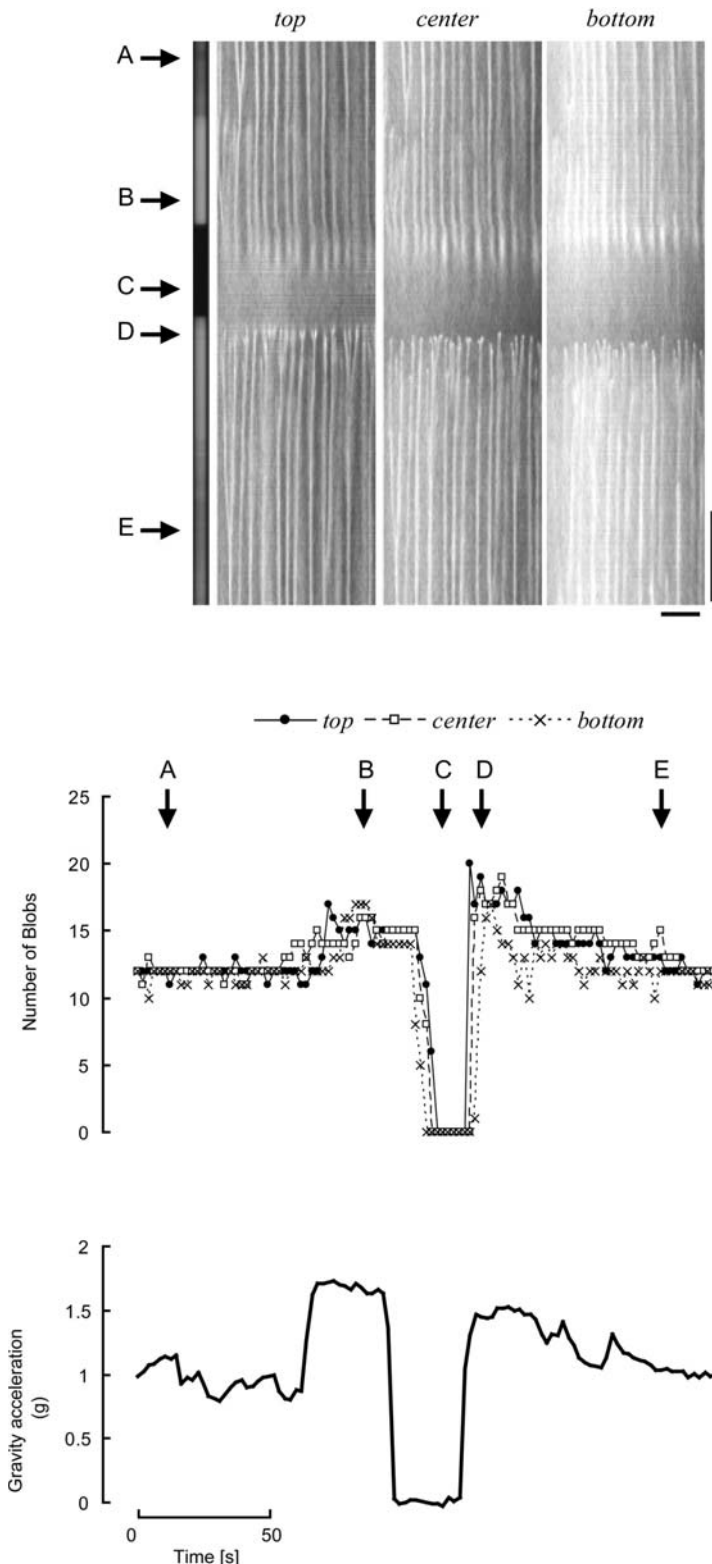 top center bottom
A
B
C
D
E
top center bottom
A B C D E
25
20
15
10
5
0
Number of Blobs
2
1.5
1
0.5
0
Gravity acceleration
(g)
0 50
Time [s]